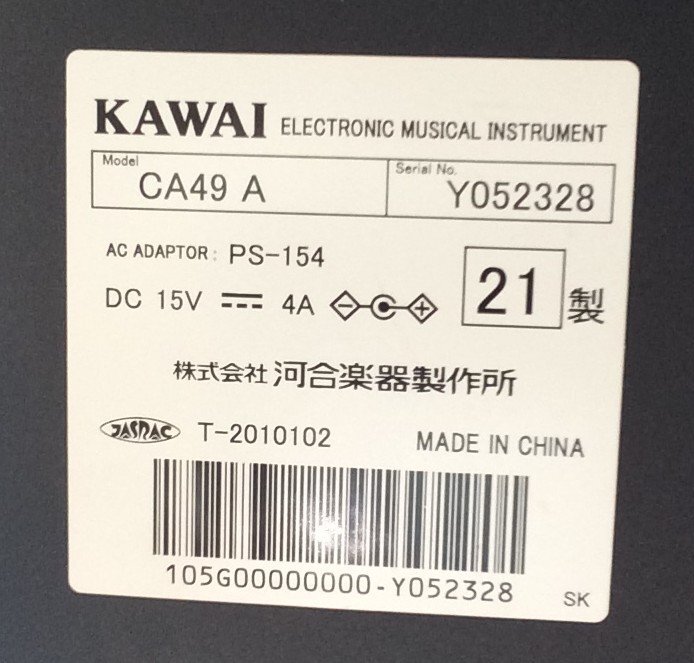 KAWAI ELECTRONIC MUSICAL INSTRUMENT
Model CA49 A Serial No. Y052328
AC ADAPTOR: PS-154
DC 15V 4A 21 製
株式会社 河合楽器製作所
JASRAC T-2010102 MADE IN CHINA
105G00000000-Y052328
SK